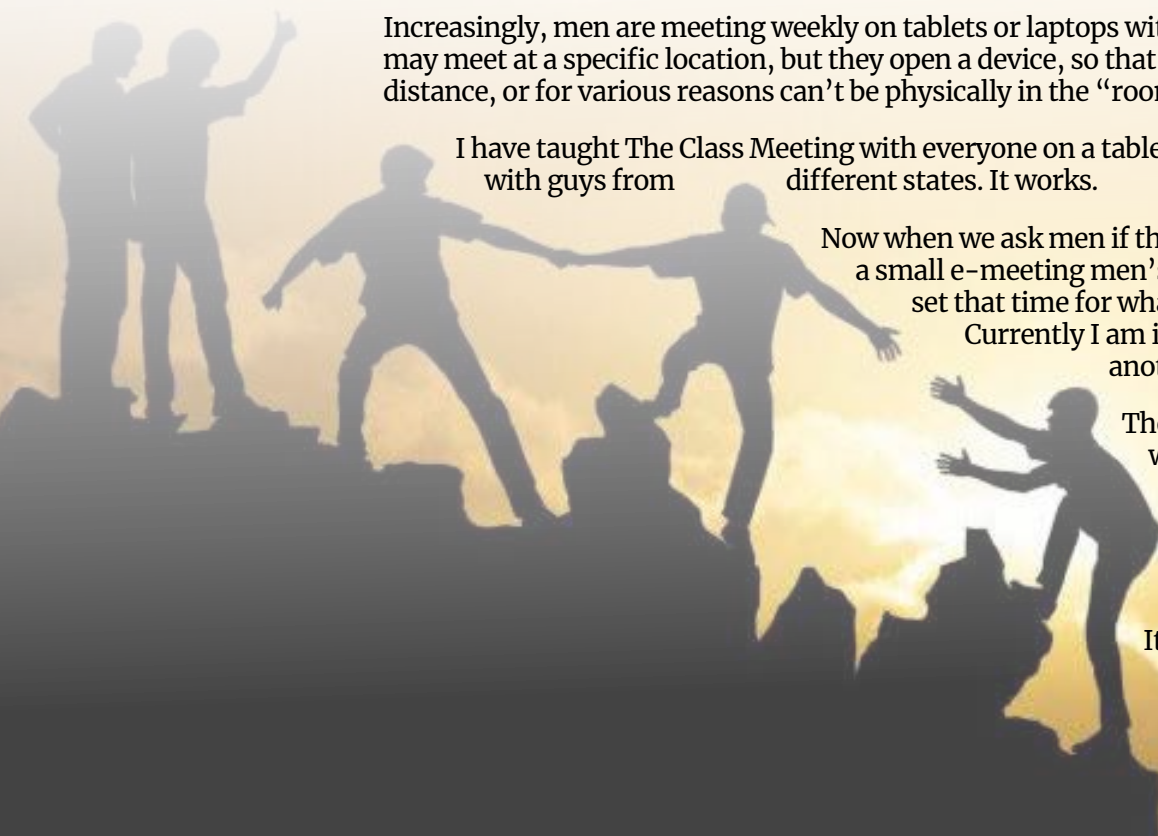 Increasingly, men are meeting weekly on tablets or laptops wit
may meet at a specific location, but they open a device, so that
distance, or for various reasons can’t be physically in the “roo
I have taught The Class Meeting with everyone on a table
with guys from different states. It works.
Now when we ask men if th
a small e-meeting men’s
set that time for wha
Currently I am i
anot
The
w
It